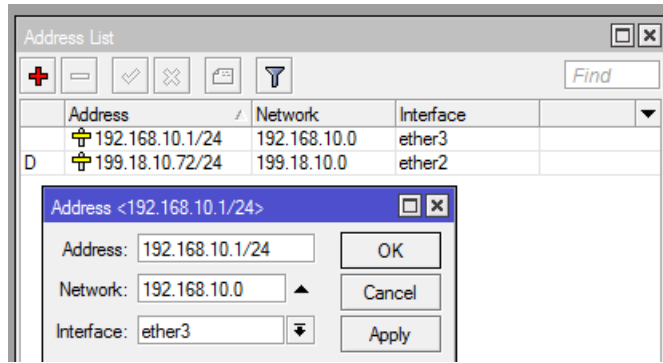 Address List
Find
Address Network Interface
192.168.10.1/24 192.168.10.0 ether3
D 199.18.10.72/24 199.18.10.0 ether2
Address <192.168.10.1/24>
Address: 192.168.10.1/24 OK
Network: 192.168.10.0 Cancel
Interface: ether3 Apply